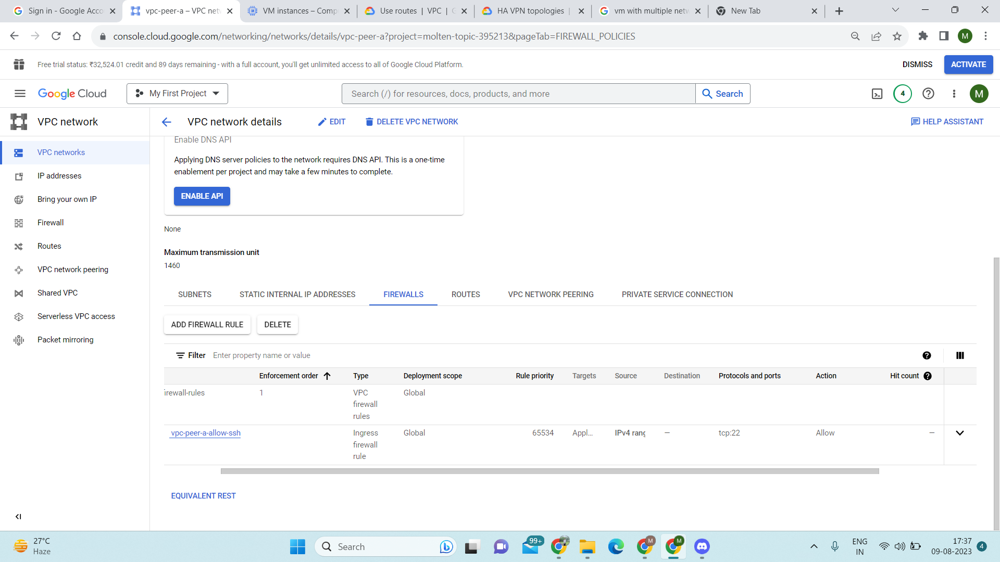 Sign in - Google Acco
vpc-peer-a – VPC netw
VM instances – Comp
Use routes | VPC | G
HA VPN topologies |
vm with multiple netw
New Tab
console.cloud.google.com/networking/networks/details/vpc-peer-a?project=molten-topic-395213&pageTab=FIREWALL_POLICIES
M
Free trial status: ₹32,524.01 credit and 89 days remaining - with a full account, you'll get unlimited access to all of Google Cloud Platform.
DISMISS
ACTIVATE
Google Cloud
My First Project
Search (/) for resources, docs, products, and more
Search
4
M
VPC network
VPC network details
EDIT
DELETE VPC NETWORK
HELP ASSISTANT
VPC networks
IP addresses
Bring your own IP
Firewall
Routes
VPC network peering
Shared VPC
Serverless VPC access
Packet mirroring
Enable DNS API
Applying DNS server policies to the network requires DNS API. This is a one-time
enablement per project and may take a few minutes to complete.
ENABLE API
None
Maximum transmission unit
1460
SUBNETS STATIC INTERNAL IP ADDRESSES FIREWALLS ROUTES VPC NETWORK PEERING PRIVATE SERVICE CONNECTION
ADD FIREWALL RULE DELETE
Filter Enter property name or value
Enforcement order Type Deployment scope Rule priority Targets Source Destination Protocols and ports Action Hit count
irewall-rules 1 VPC Global
firewall
rules
vpc-peer-a-allow-ssh Ingress Global 65534 Appl... IPv4 rang — tcp:22 Allow —
firewall
rule
EQUIVALENT REST
27°C
Haze
Search
99+
M
M
ENG
IN
17:37
09-08-2023
4